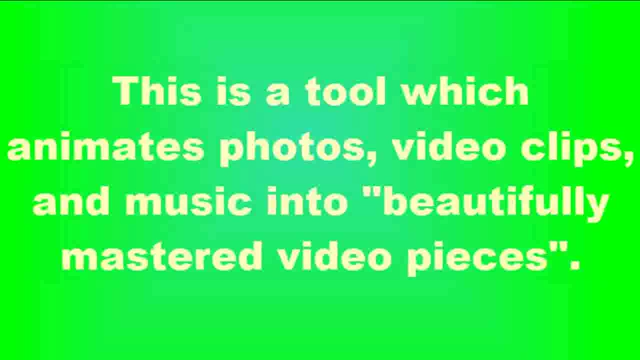 This is a tool which
animates photos, video clips,
and music into "beautifully
mastered video pieces".